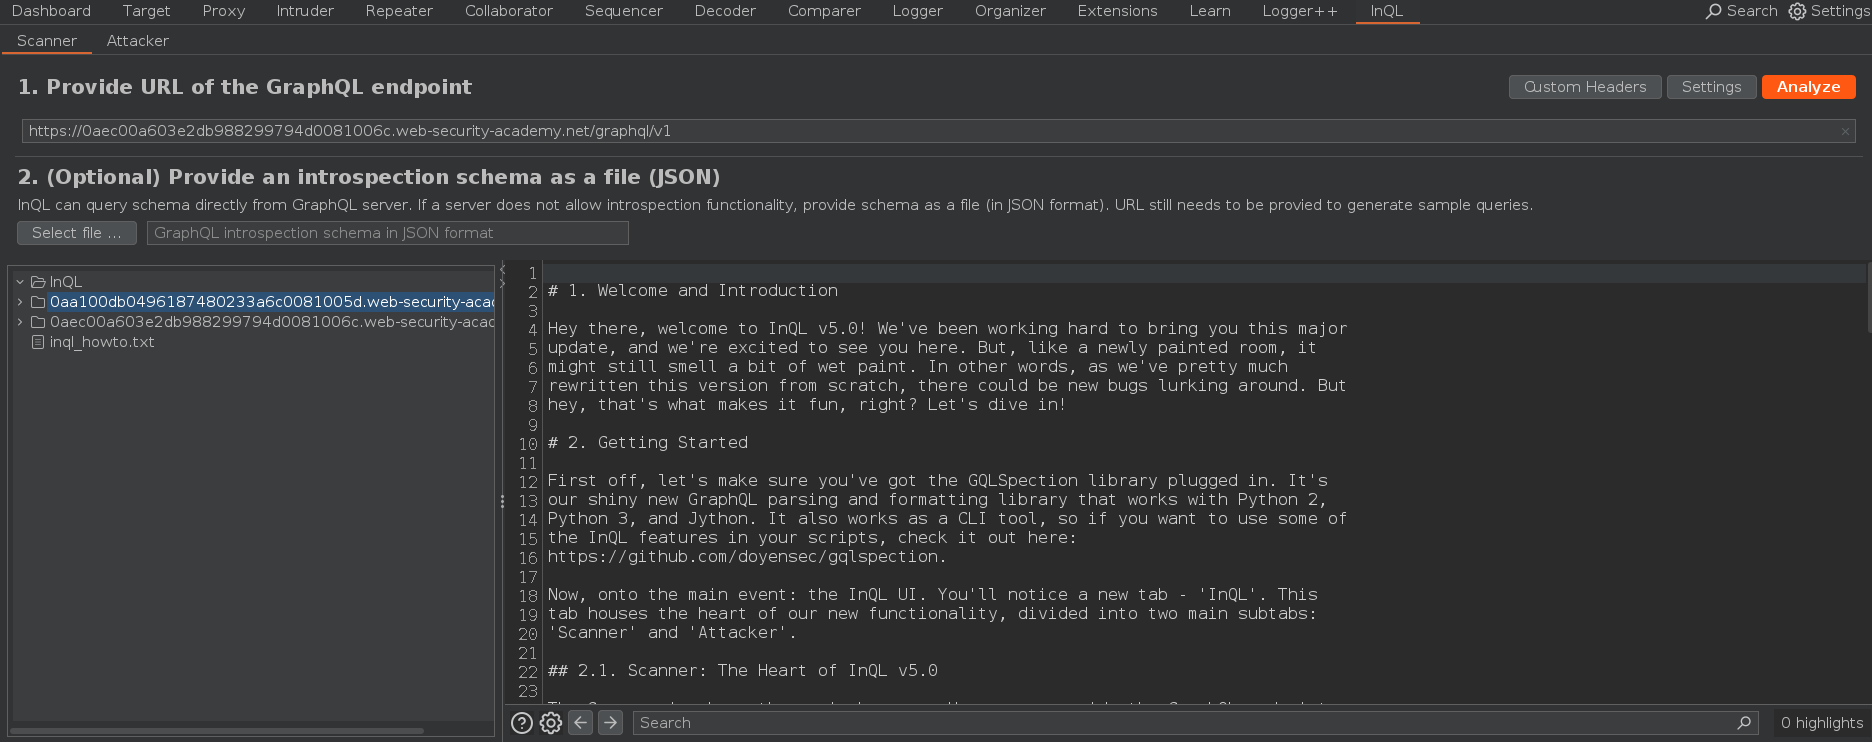 Dashboard Target Proxy Intruder Repeater Collaborator Sequencer Decoder Comparer Logger Organizer Extensions Learn Logger++ InQL Search Settings
Scanner Attacker
1. Provide URL of the GraphQL endpoint
Custom Headers Settings Analyze
https://0aec00a603e2db988299794d0081006c.web-security-academy.net/graphql/v1
2. (Optional) Provide an introspection schema as a file (JSON)
InQL can query schema directly from GraphQL server. If a server does not allow introspection functionality, provide schema as a file (in JSON format). URL still needs to be provied to generate sample queries.
Select file ... GraphQL introspection schema in JSON format
InQL
0aa100db0496187480233a6c0081005d.web-security-acad
0aec00a603e2db988299794d0081006c.web-security-acad
inql_howto.txt
1
2 # 1. Welcome and Introduction
3
4 Hey there, welcome to InQL v5.0! We've been working hard to bring you this major
5 update, and we're excited to see you here. But, like a newly painted room, it
6 might still smell a bit of wet paint. In other words, as we've pretty much
7 rewritten this version from scratch, there could be new bugs lurking around. But
8 hey, that's what makes it fun, right? Let's dive in!
9
10 # 2. Getting Started
11
12 First off, let's make sure you've got the GQLSpection library plugged in. It's
13 our shiny new GraphQL parsing and formatting library that works with Python 2,
14 Python 3, and Jython. It also works as a CLI tool, so if you want to use some of
15 the InQL features in your scripts, check it out here:
16 https://github.com/doyensec/gqlspection.
17
18 Now, onto the main event: the InQL UI. You'll notice a new tab - 'InQL'. This
19 tab houses the heart of our new functionality, divided into two main subtabs:
20 'Scanner' and 'Attacker'.
21
22 ## 2.1. Scanner: The Heart of InQL v5.0
23
Search 0 highlights